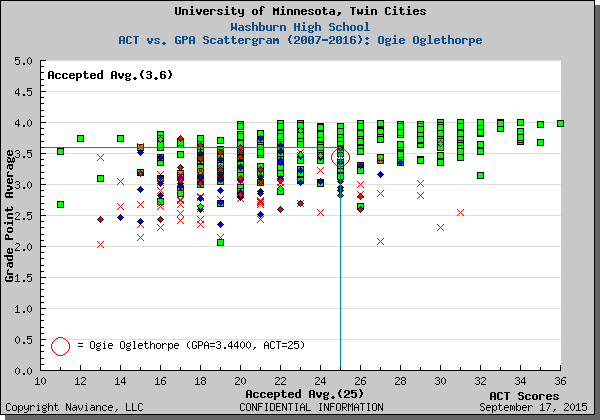 University of Minnesota, Twin Cities
Washburn High School
ACT vs. GPA Scattergram (2007-2016): Ogie Oglethorpe
Accepted Avg.(3.6)
Grade Point Average
5.0
4.5
4.0
3.5
3.0
2.5
2.0
1.5
1.0
0.5
0.0
= Ogie Oglethorpe (GPA=3.4400, ACT=25)
10 12 14 16 18 20 22 24 26 28 30 32 34 36
Accepted Avg.(25)
ACT Scores
Copyright Naviance, LLC
CONFIDENTIAL INFORMATION
September 17, 2015